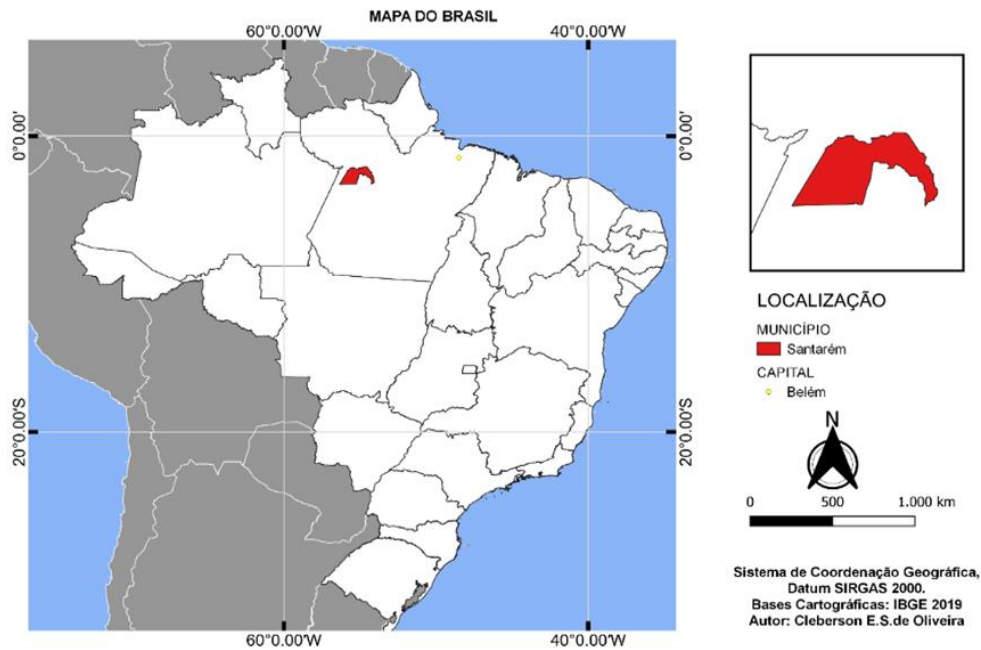 MAPA DO BRASIL
60°0.00'W
40°0.00'W
0°0.00'
0°0.00'
20°0.00'S
20°0.00'S
60°0.00'W
40°0.00'W
LOCALIZAÇÃO
MUNICÍPIO
Santarém
CAPITAL
Belém
N
0 500 1.000 km
Sistema de Coordenação Geográfica,
Datum SIRGAS 2000.
Bases Cartográficas: IBGE 2019
Autor: Cleberson E.S.de Oliveira